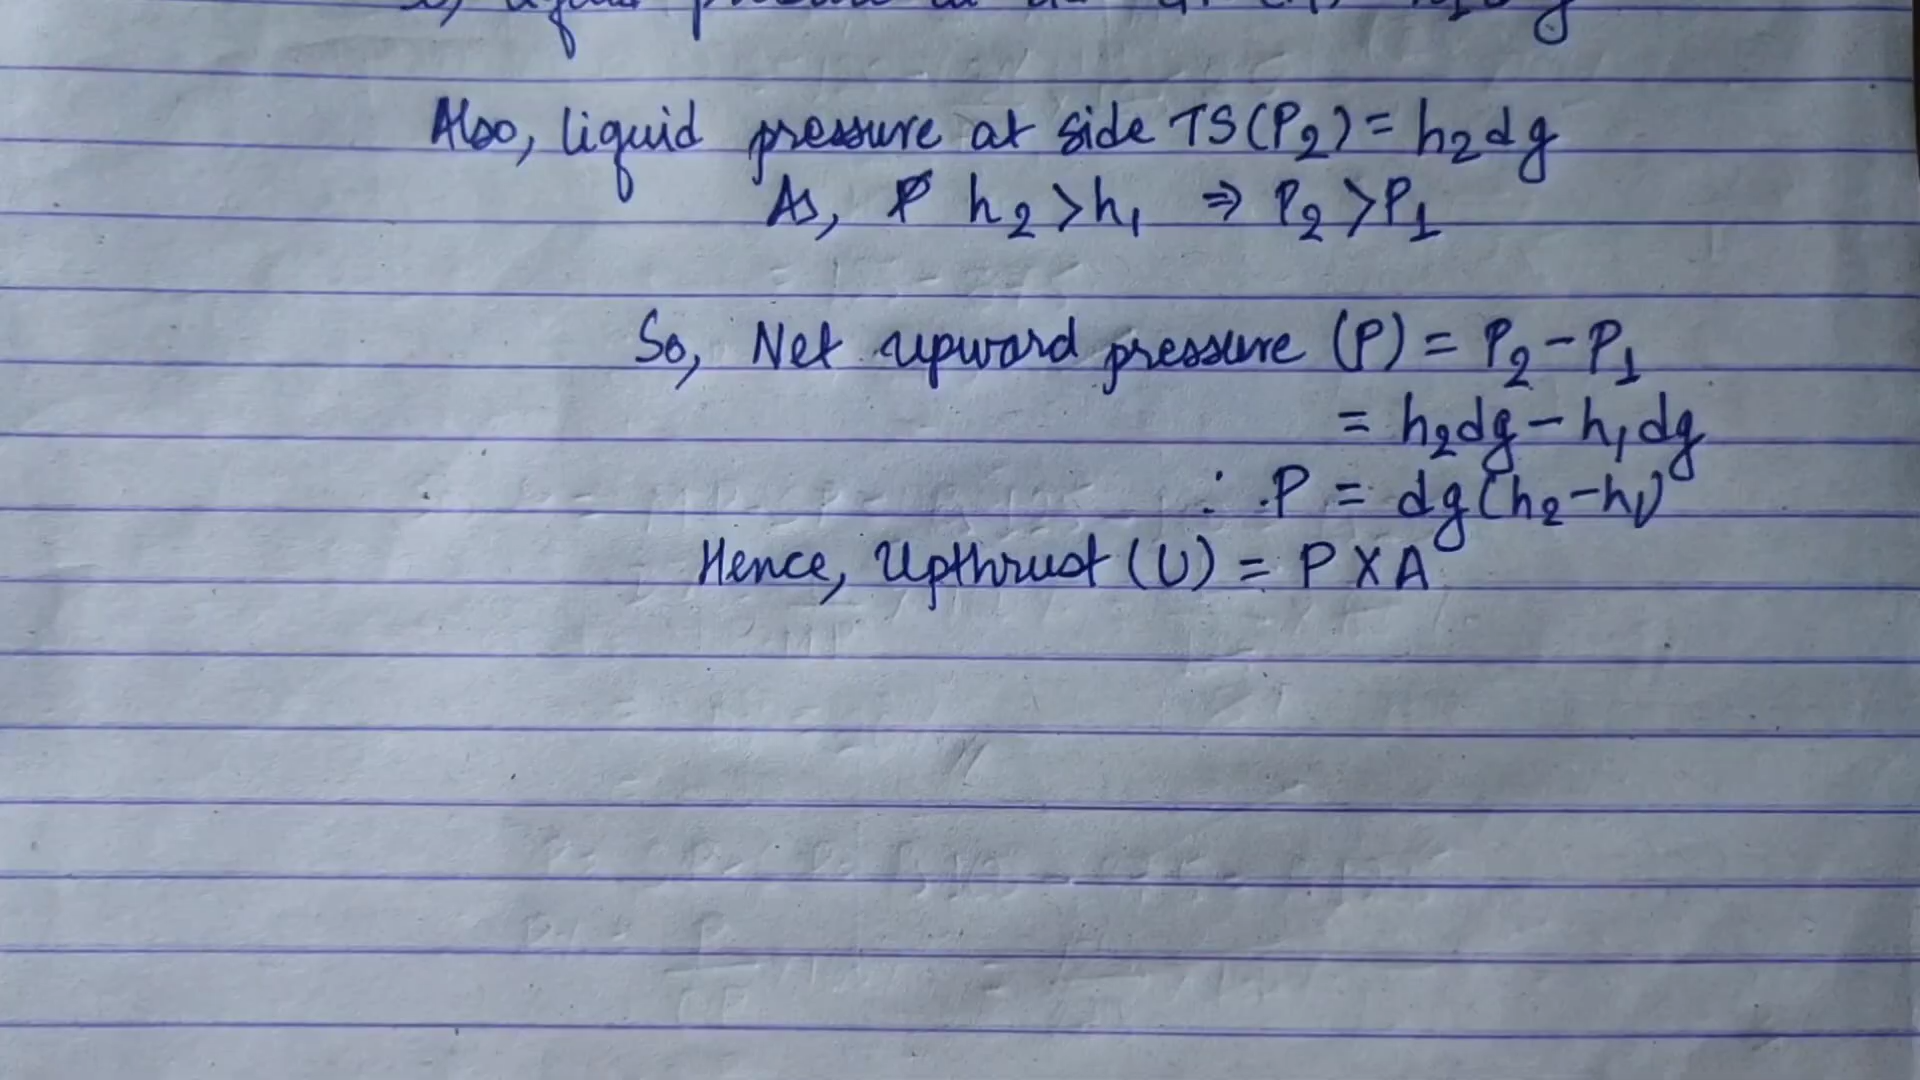 Also, liquid pressure at side TS(P₂) = h₂dg
As, h₂>h₁ ⇒ P₂>P₁
So, Net upward pressure (P) = P₂-P₁
= h₂dg - h₁dg
∴ P = dg(h₂-h₁)
Hence, Upthrust (U) = P X A